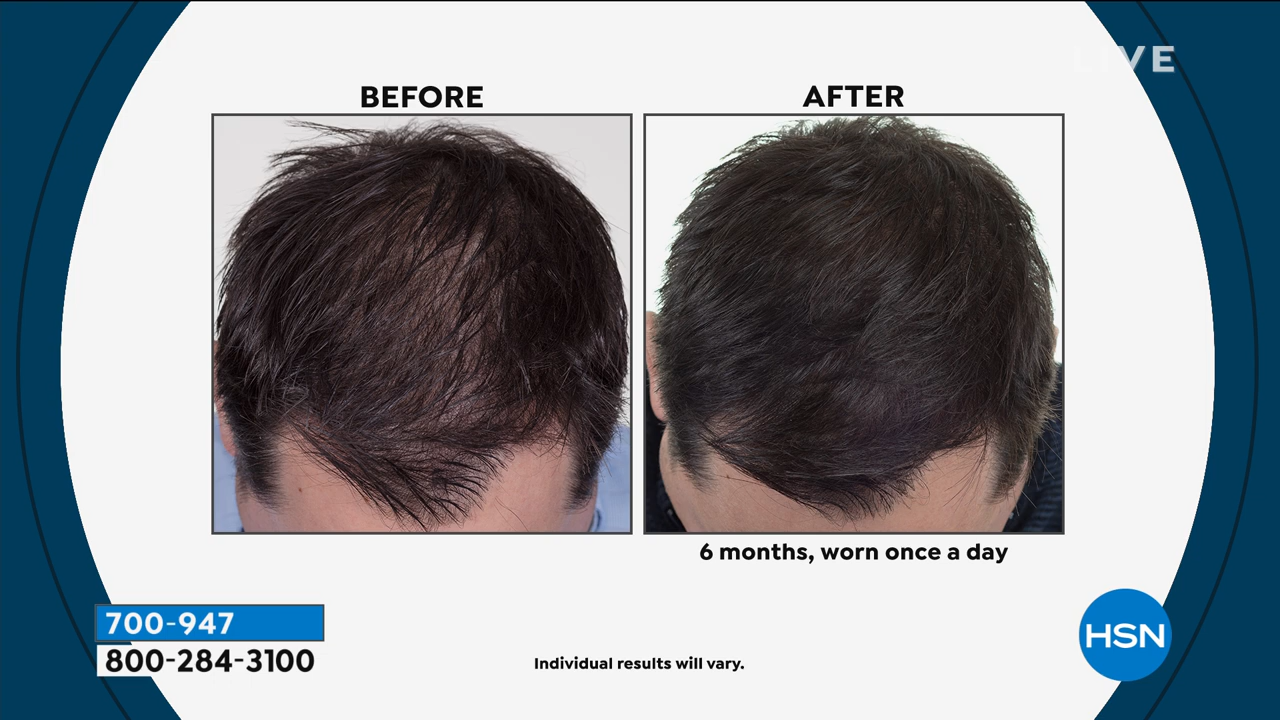 LIVE
BEFORE
AFTER
6 months, worn once a day
700-947
800-284-3100
Individual results will vary.
HSN